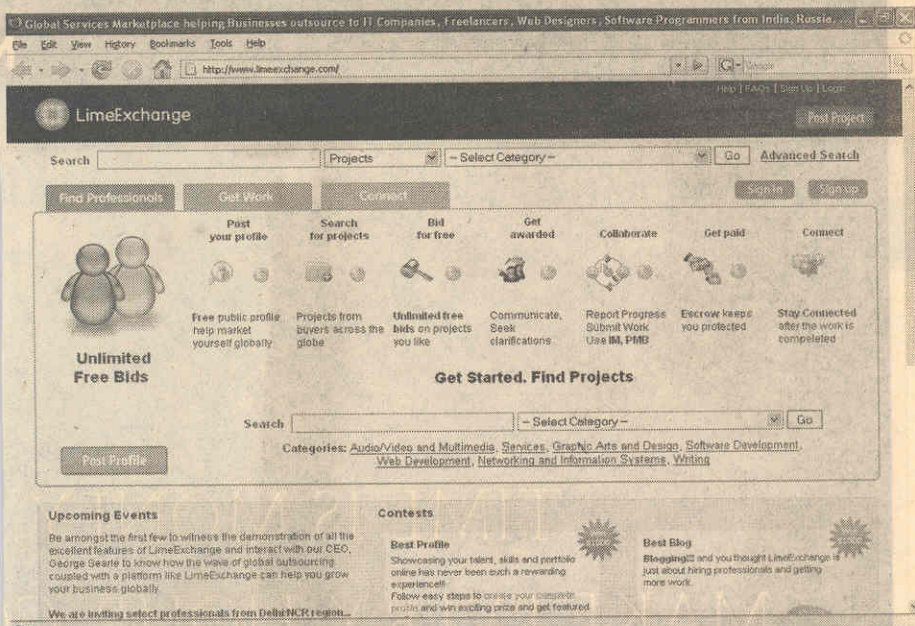 Global Services Marketplace helping Businesses outsource to IT Companies, Freelancers, Web Designers, Software Programmers from India, Russia, ...
File Edit View History Bookmarks Tools Help
http://www.limeexchange.com/
Google
Help | FAQs | Sign Up | Login
LimeExchange
Post Project
Search Projects -- Select Category -- Go Advanced Search
Find Professionals Get Work Connect Sign in Sign up
Post your profile
Search for projects
Bid for free
Get awarded
Collaborate
Get paid
Connect
Free public profile
help market
yourself globally
Projects from
buyers across the
globe
Unlimited free
bids on projects
you like
Communicate,
Seek
clarifications
Report Progress
Submit Work
Use IM, PMB
Escrow keeps
you protected
Stay Connected
after the work is
compeleted
Unlimited
Free Bids
Get Started. Find Projects
Search -- Select Category -- Go
Post Profile
Categories: Audio/Video and Multimedia, Services, Graphic Arts and Design, Software Development,
Web Development, Networking and Information Systems, Writing
Upcoming Events
Be amongst the first few to witness the demonstration of all the
excellent features of LimeExchange and interact with our CEO,
George Searle to know how the wave of global outsourcing
coupled with a platform like LimeExchange can help you grow
your business globally.
We are inviting select professionals from Delhi NCR region...
Contests
Best Profile
Showcasing your talent, skills and portfolio
online has never been such a rewarding
experience!!!
Follow easy steps to create your complete
profile and win exciting prize and get featured
Best Blog
Blogging!!! and you thought LimeExchange is
just about hiring professionals and getting
more work.